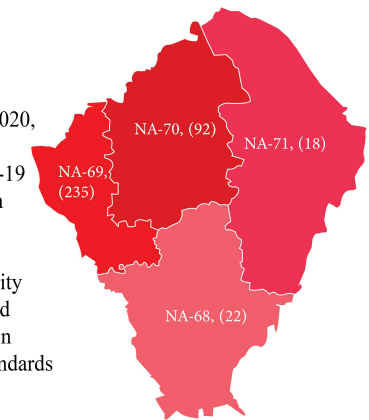 020,
-19
ity
n
ndards
NA-70, (92)
NA-71, (18)
NA-69,
(235)
NA-68, (22)